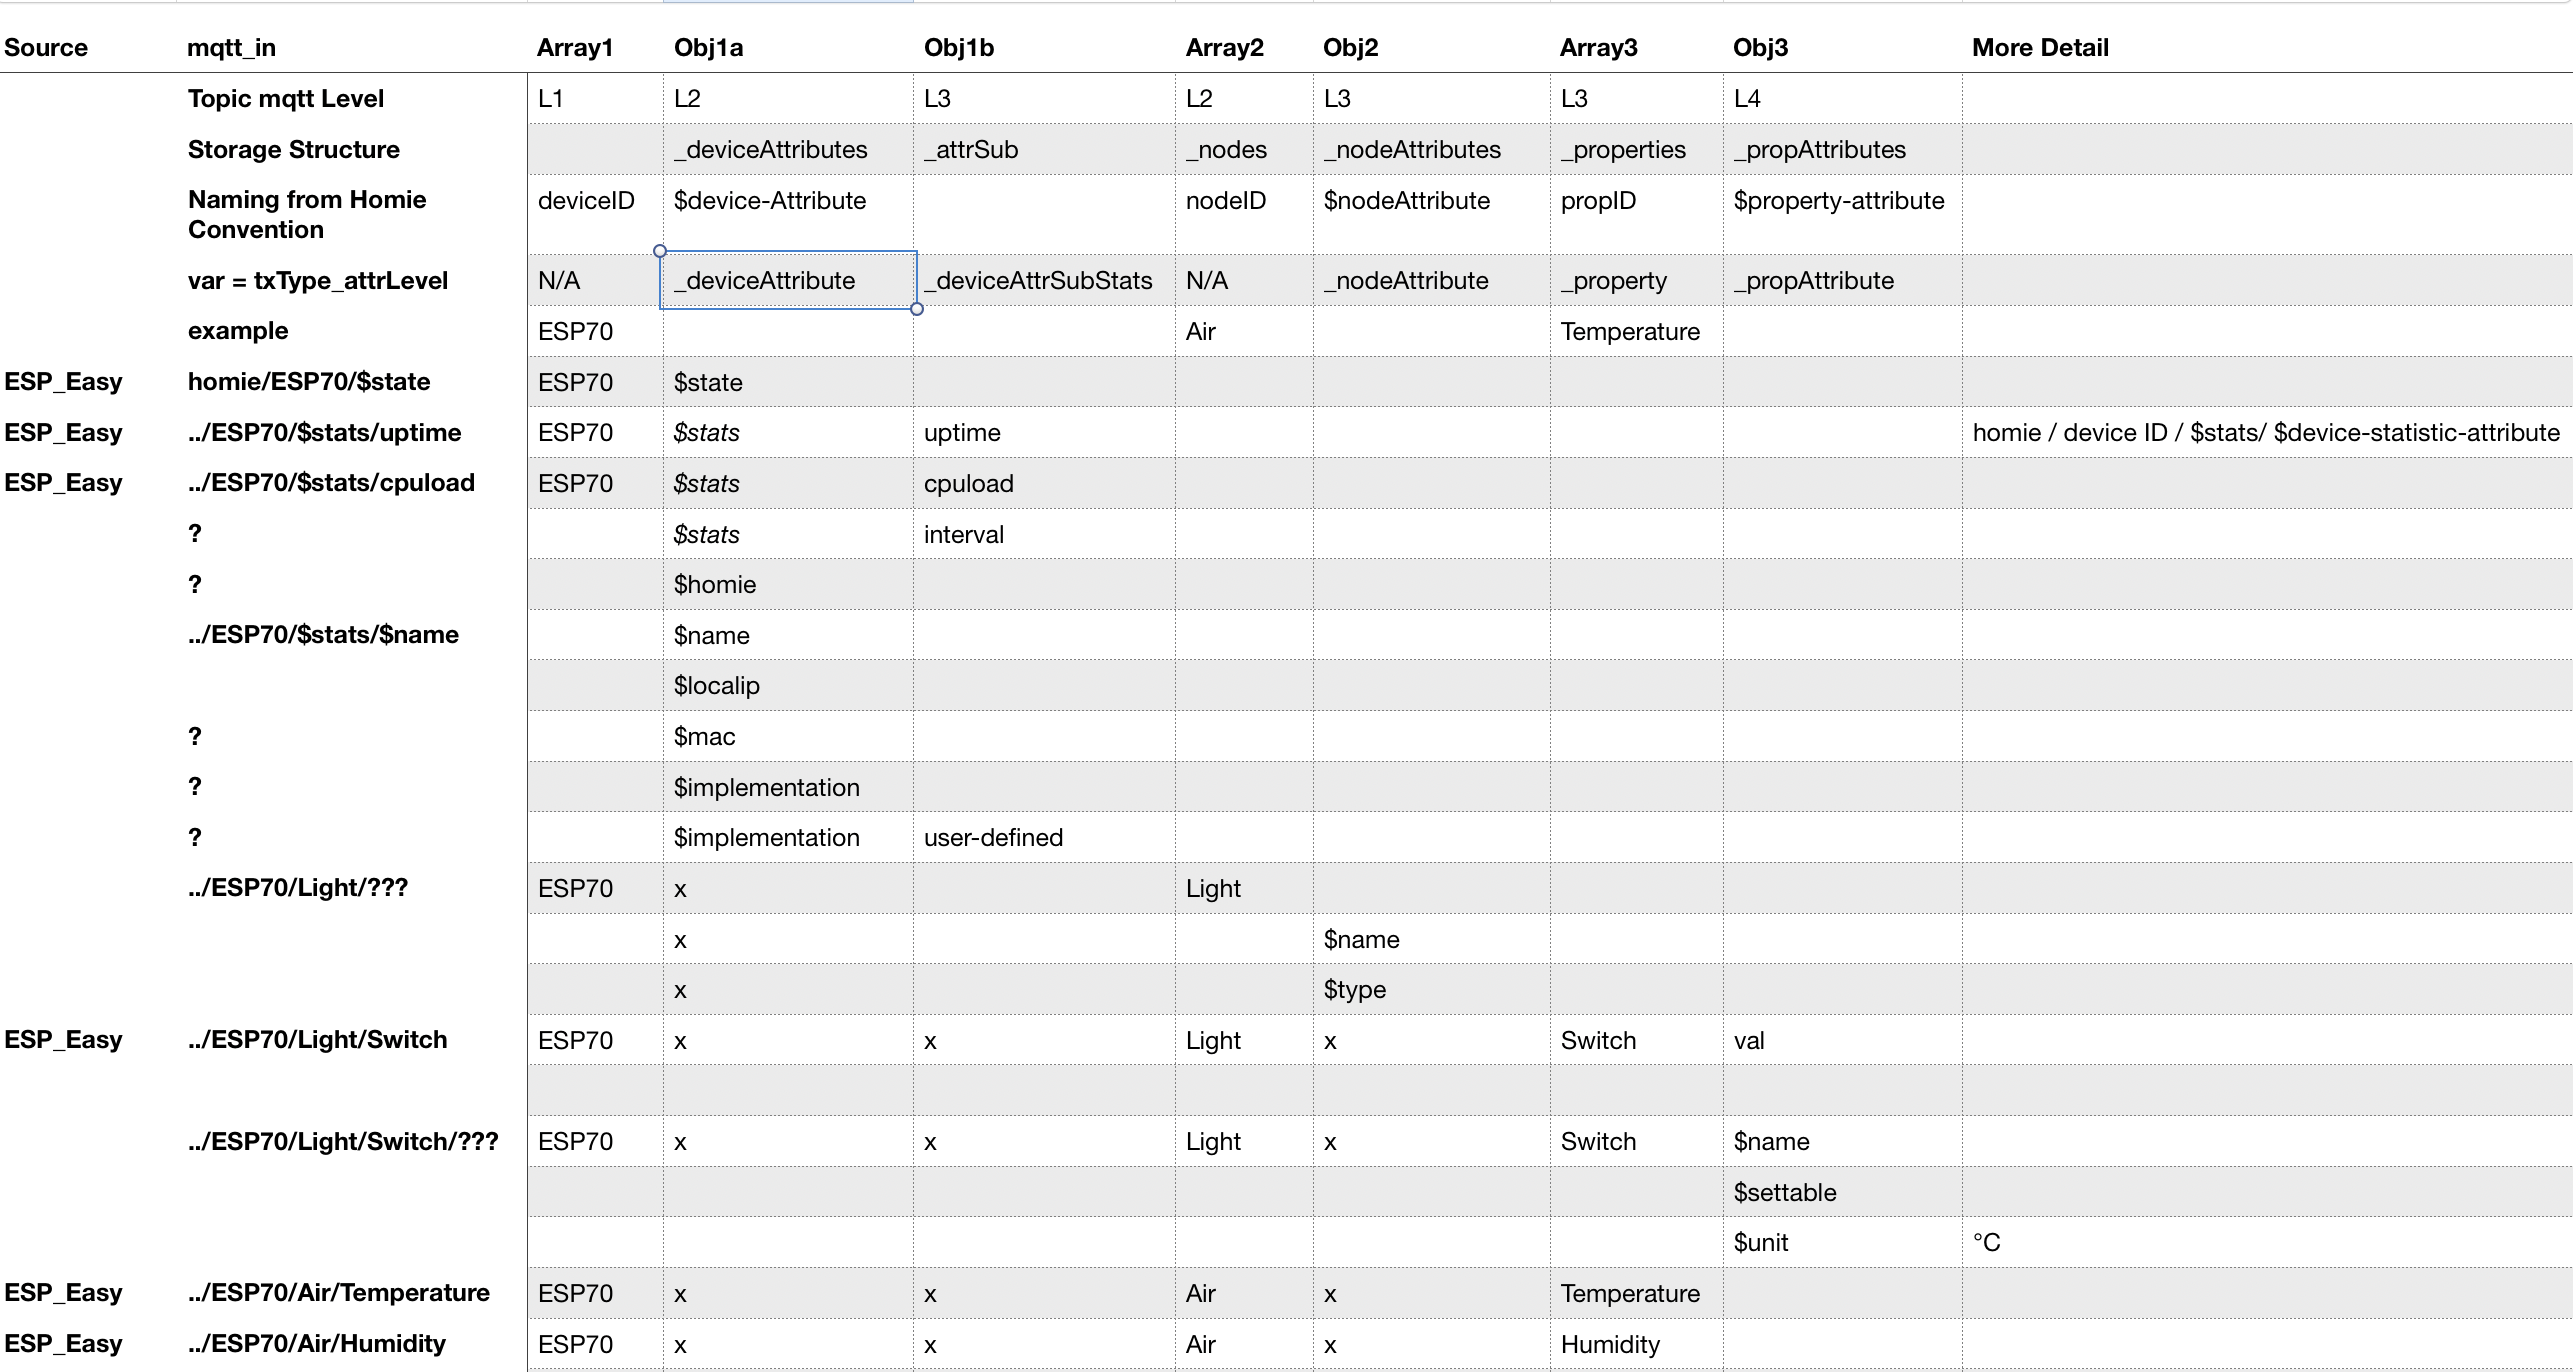 Source mqtt_in Array1 Obj1a Obj1b Array2 Obj2 Array3 Obj3 More Detail
Topic mqtt Level L1 L2 L3 L2 L3 L3 L4
Storage Structure _deviceAttributes _attrSub _nodes _nodeAttributes _properties _propAttributes
Naming from Homie deviceID $device-Attribute nodeID $nodeAttribute propID $property-attribute
Convention
var = txType_attrLevel N/A _deviceAttribute _deviceAttrSubStats N/A _nodeAttribute _property _propAttribute
example ESP70 Air Temperature
ESP_Easy homie/ESP70/$state ESP70 $state
ESP_Easy ../ESP70/$stats/uptime ESP70 $stats uptime homie / device ID / $stats/ $device-statistic-attribute
ESP_Easy ../ESP70/$stats/cpuload ESP70 $stats cpuload
? $stats interval
? $homie
../ESP70/$stats/$name $name
$localip
? $mac
? $implementation
? $implementation user-defined
../ESP70/Light/??? ESP70 x Light
x $name
x $type
ESP_Easy ../ESP70/Light/Switch ESP70 x x Light x Switch val
../ESP70/Light/Switch/??? ESP70 x x Light x Switch $name
$settable
$unit °C
ESP_Easy ../ESP70/Air/Temperature ESP70 x x Air x Temperature
ESP_Easy ../ESP70/Air/Humidity ESP70 x x Air x Humidity